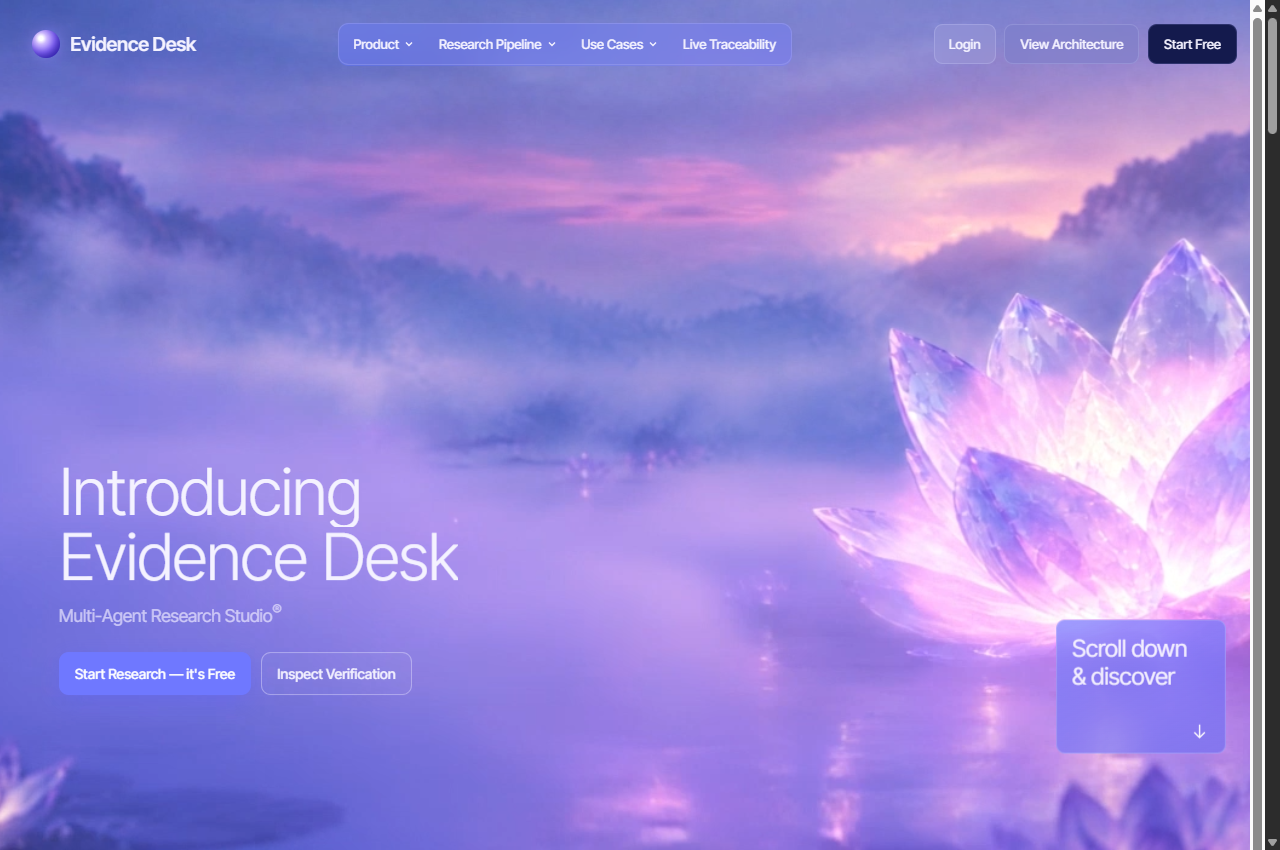 Evidence Desk
Product
Research Pipeline
Use Cases
Live Traceability
Login
View Architecture
Start Free
Introducing
Evidence Desk
Multi-Agent Research Studio®
Start Research — it's Free
Inspect Verification
Scroll down
& discover